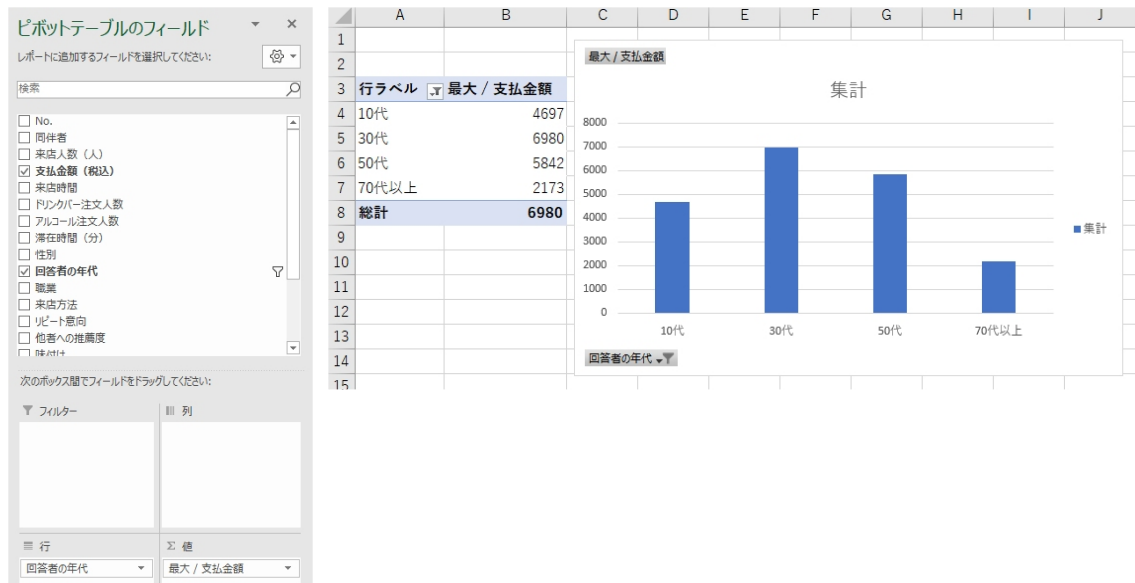 ピボットテーブルのフィールド
レポートに追加するフィールドを選択してください:
検索
No.
同伴者
来店人数（人）
支払金額（税込）
来店時間
ドリンクバー注文人数
アルコール注文人数
滞在時間（分）
性別
回答者の年代
職業
来店方法
リピート意向
他者への推薦度
味付け
次のボックス間でフィールドをドラッグしてください:
フィルター
列
行
Σ 値
回答者の年代
最大 / 支払金額
A B C D E F G H I J
1
2
3 行ラベル 最大 / 支払金額
4 10代 4697
5 30代 6980
6 50代 5842
7 70代以上 2173
8 総計 6980
9
10
11
12
13
14
15
最大 / 支払金額
集計
8000
7000
6000
5000
4000
3000
2000
1000
0
10代 30代 50代 70代以上
集計
回答者の年代